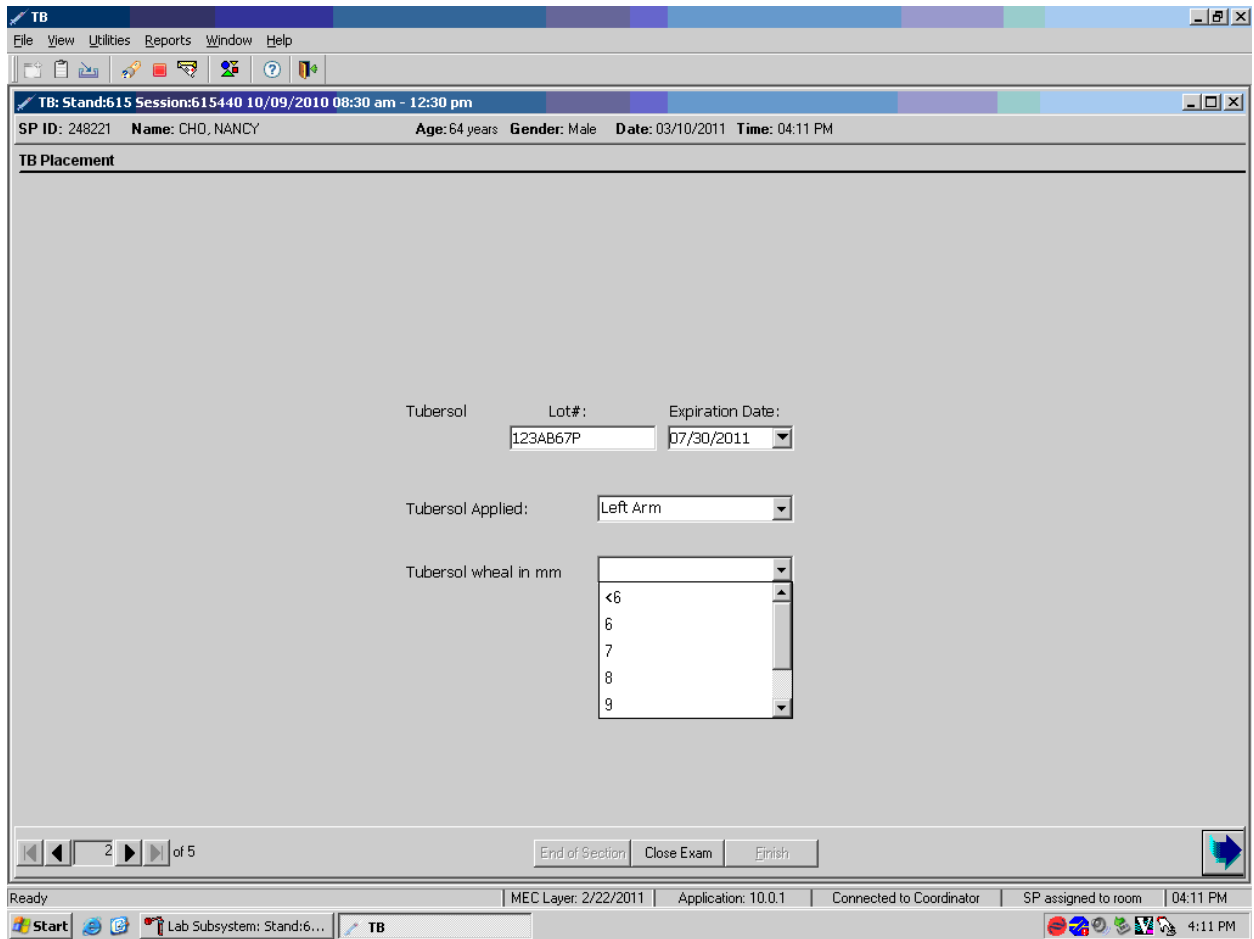 TB
File View Utilities Reports Window Help
TB: Stand:615 Session:615440 10/09/2010 08:30 am - 12:30 pm
SP ID: 248221 Name: CHO, NANCY Age: 64 years Gender: Male Date: 03/10/2011 Time: 04:11 PM
TB Placement
Tubersol Lot#: Expiration Date:
123AB67P 07/30/2011
Tubersol Applied: Left Arm
Tubersol wheal in mm
<6
6
7
8
9
2 of 5 End of Section Close Exam Finish
Ready MEC Layer: 2/22/2011 Application: 10.0.1 Connected to Coordinator SP assigned to room 04:11 PM
Start Lab Subsystem: Stand:6... TB 4:11 PM